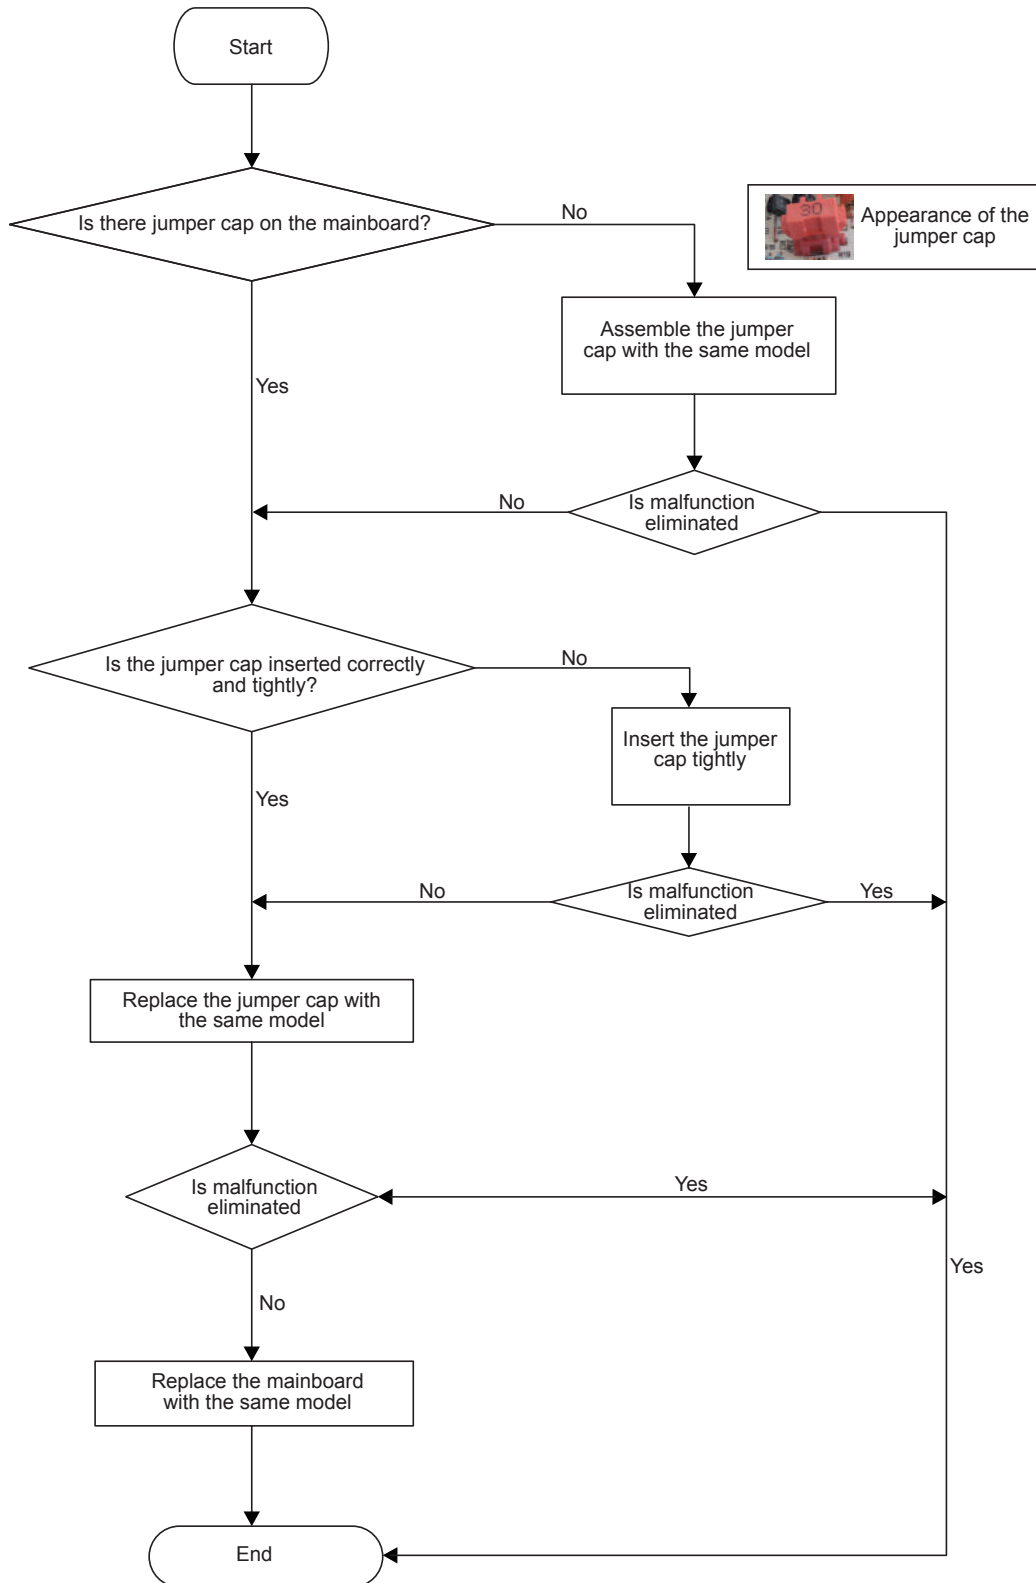 Start
Is there jumper cap on the mainboard?
No
30
Appearance of the
jumper cap
Assemble the jumper
cap with the same model
Yes
No
Is malfunction
eliminated
Is the jumper cap inserted correctly
and tightly?
No
Insert the jumper
cap tightly
Yes
No
Is malfunction
eliminated
Yes
Replace the jumper cap with
the same model
Is malfunction
eliminated
Yes
Yes
No
Replace the mainboard
with the same model
End